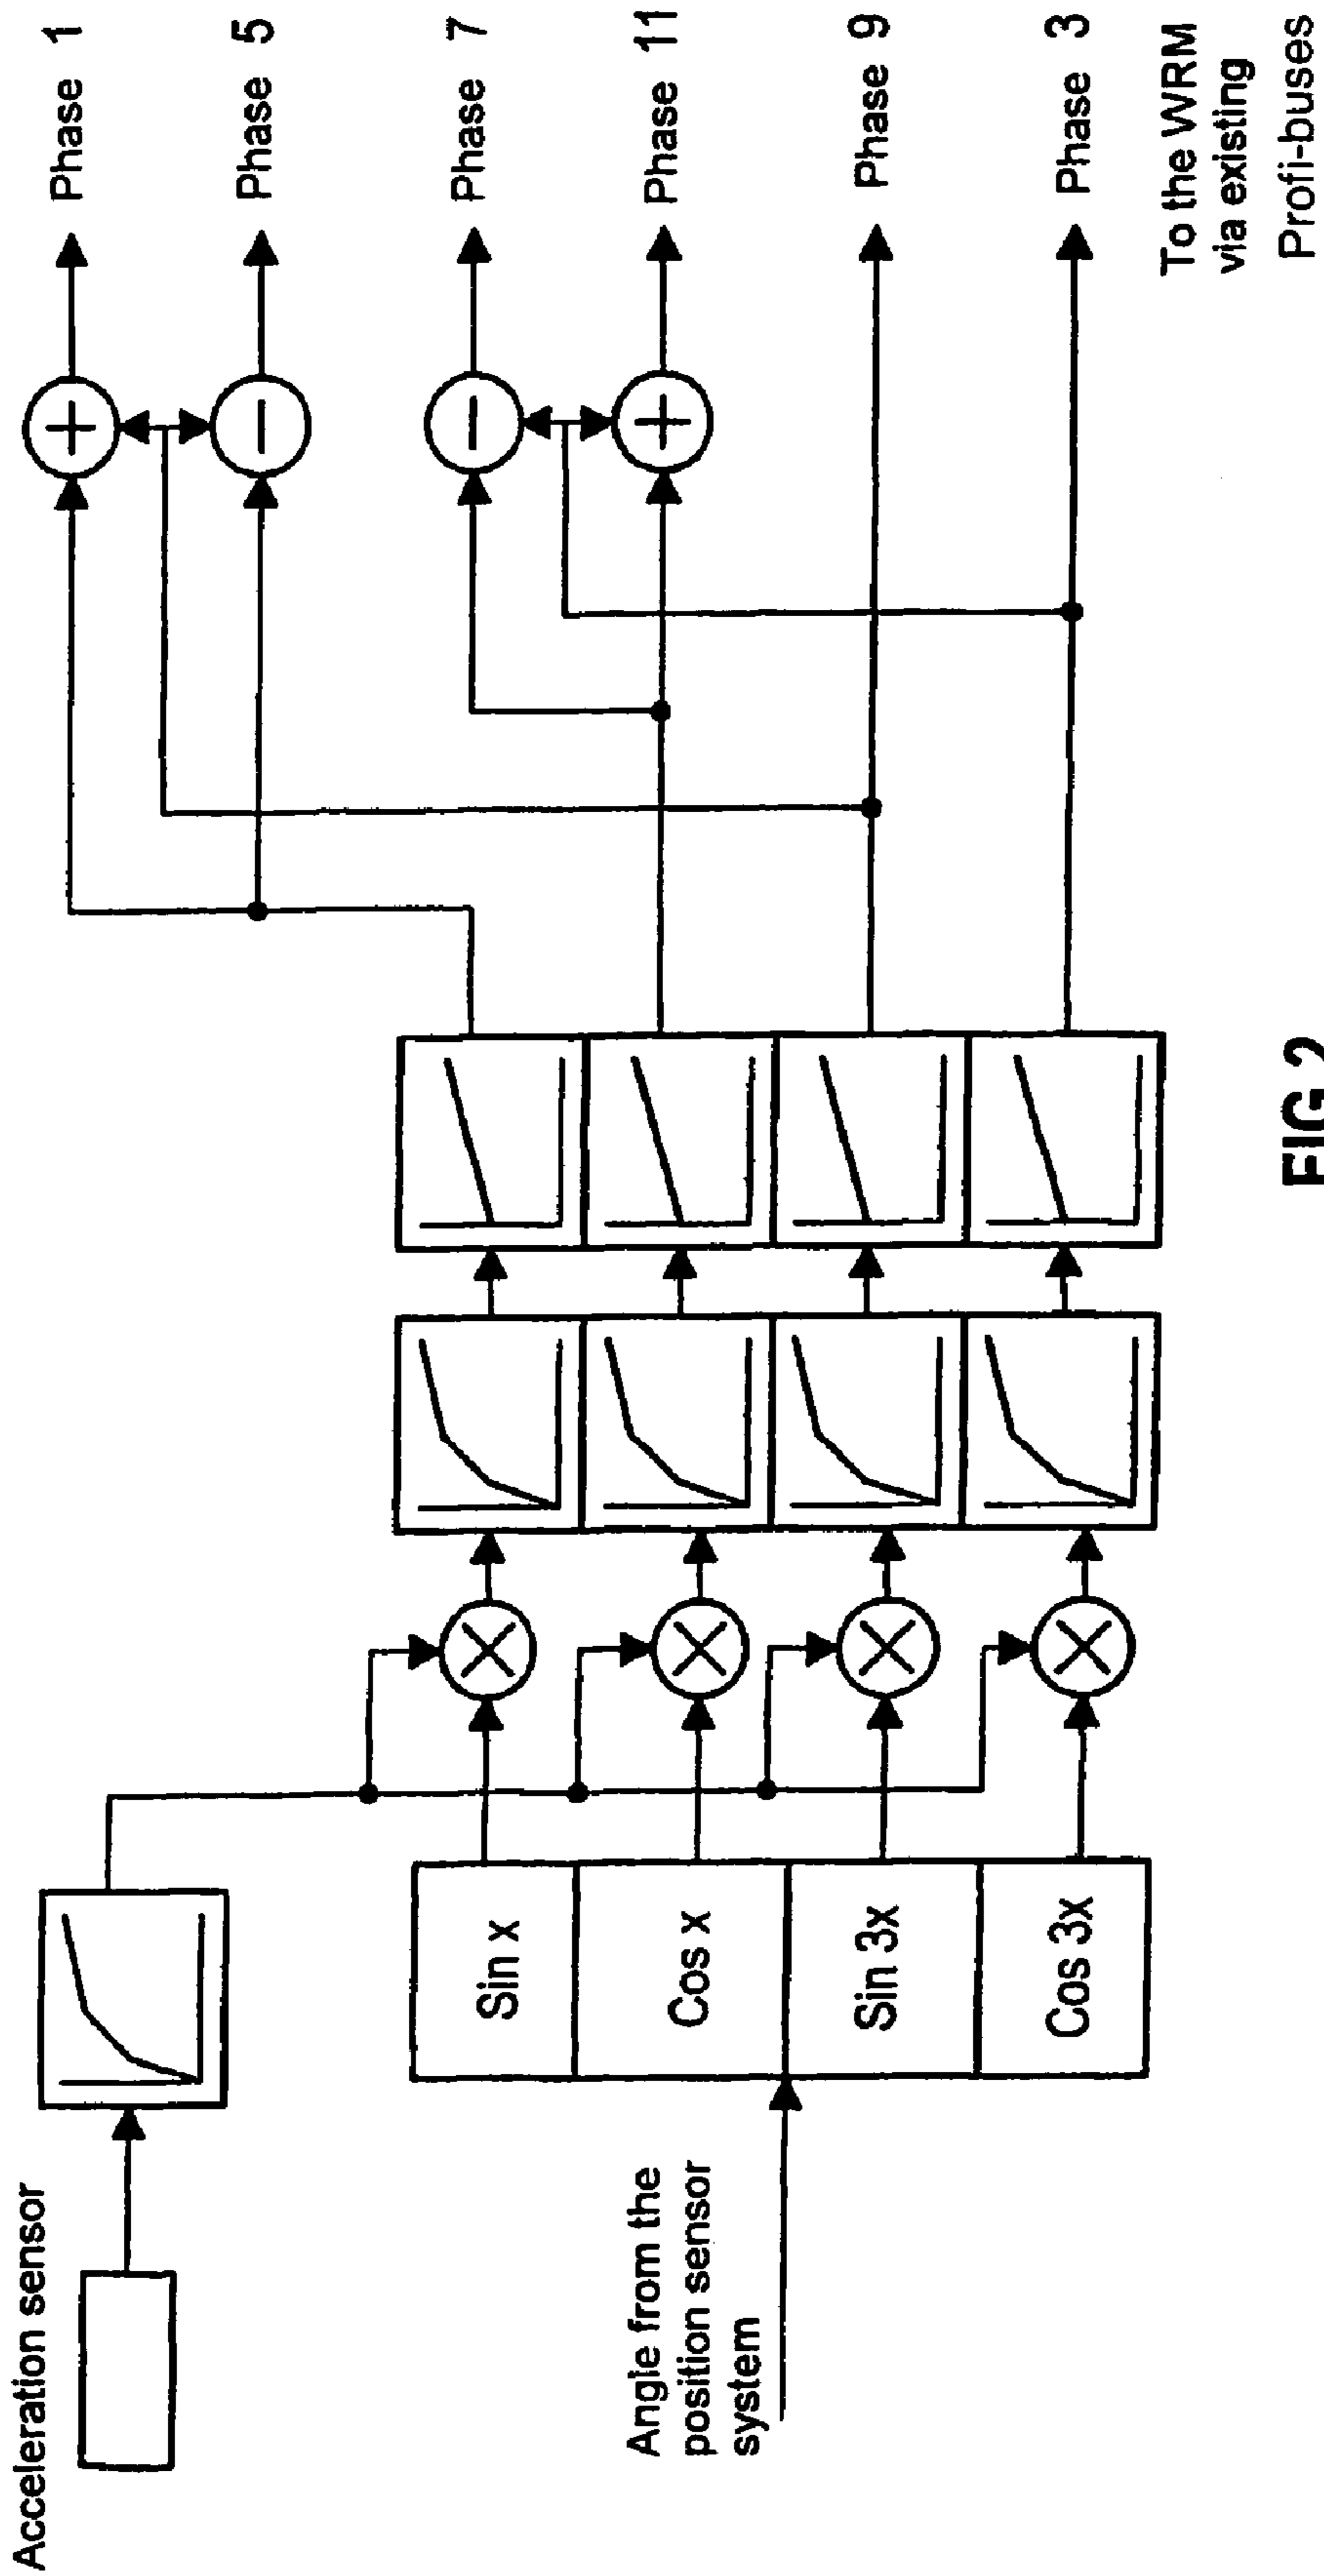 Acceleration sensor
Angle from the
position sensor
system
Sin x
Cos x
Sin 3x
Cos 3x
Phase 1
Phase 5
Phase 7
Phase 11
Phase 9
Phase 3
To the WRM
via existing
Profi-buses
FIG 2